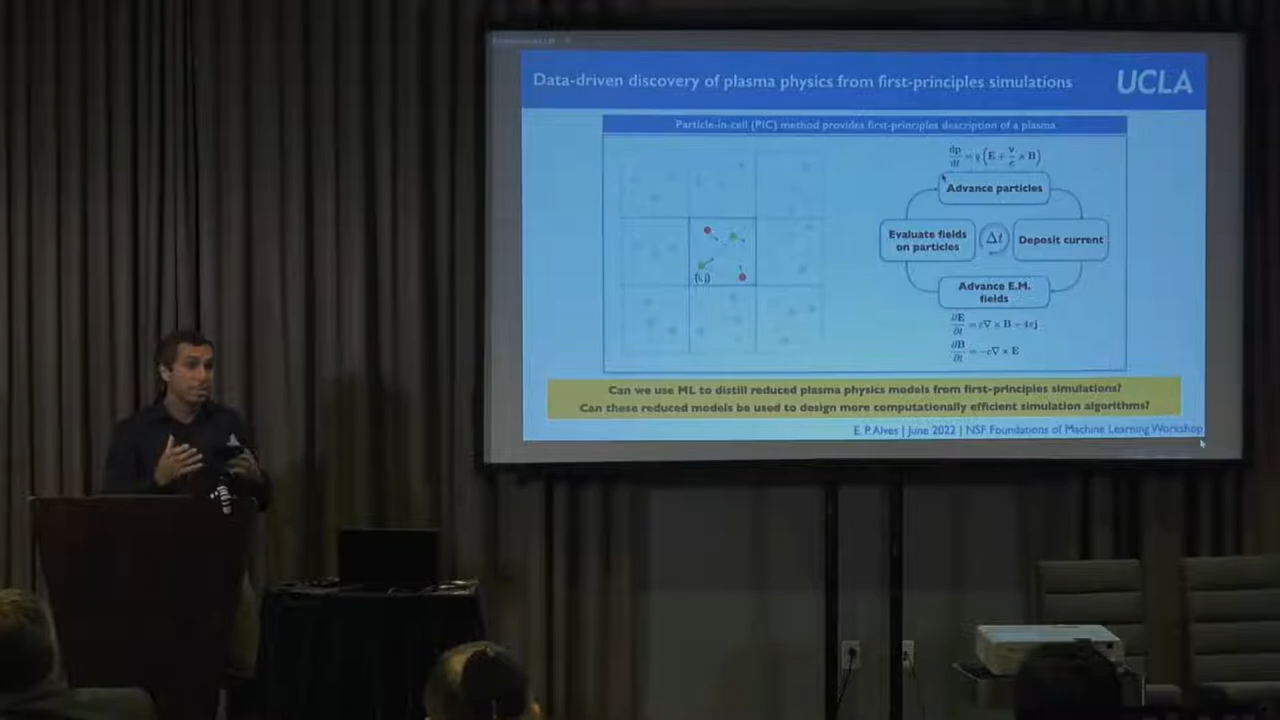 Data-driven discovery of plasma physics from first-principles simulations
UCLA
Particle-in-cell (PIC) method provides first-principles description of a plasma
dp/dt = q(E + v/c × B)
Advance particles
Evaluate fields
on particles
Δt
Deposit current
(i, j)
Advance E.M.
fields
∂E/∂t = c∇ × B − 4πj
∂B/∂t = −c∇ × E
Can we use ML to distill reduced plasma physics models from first-principles simulations?
Can these reduced models be used to design more computationally efficient simulation algorithms?
E. P. Alves | June 2022 | NSF Foundations of Machine Learning Workshop